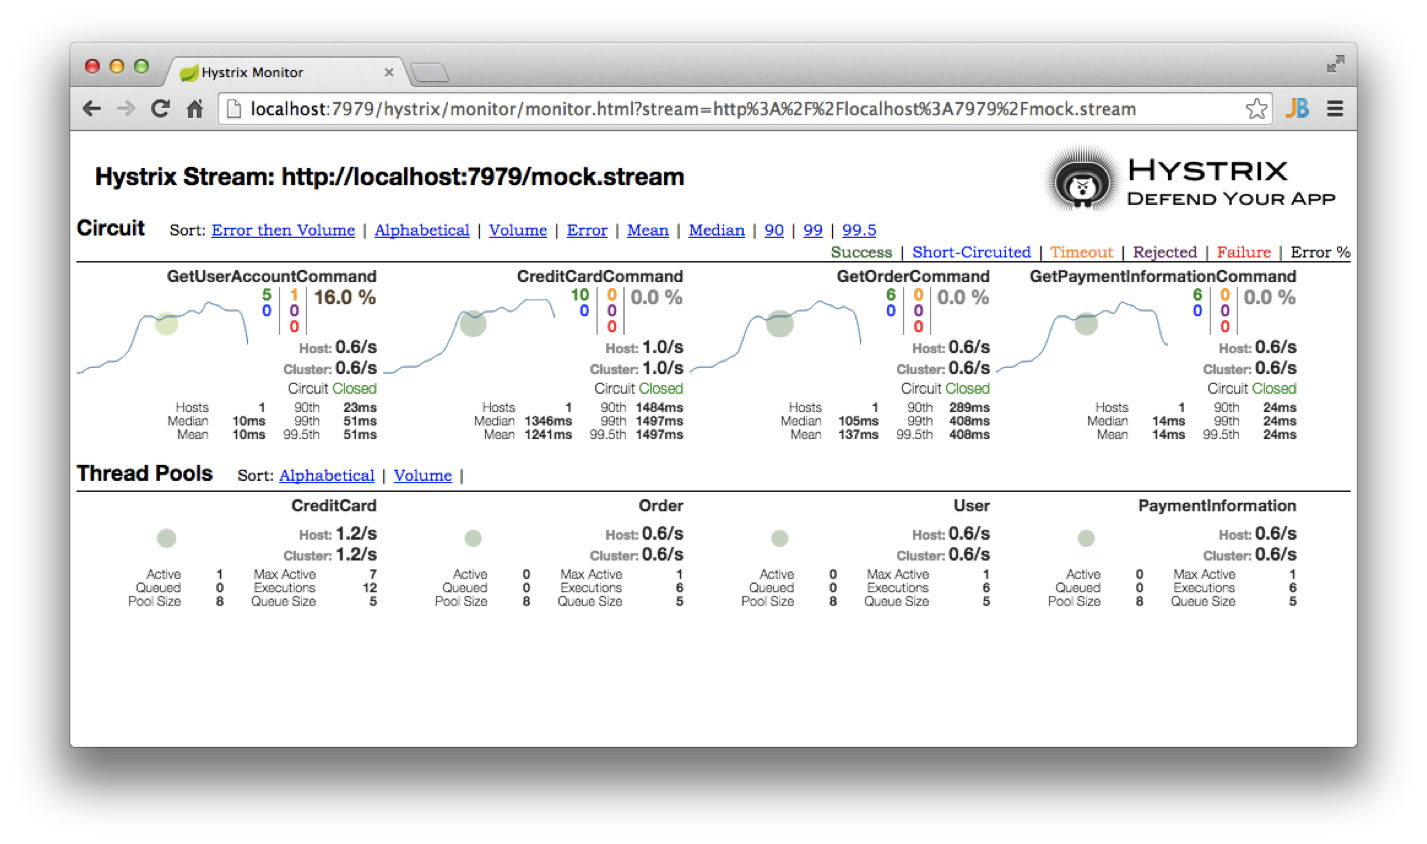 Hystrix Monitor
localhost:7979/hystrix/monitor/monitor.html?stream=http%3A%2F%2Flocalhost%3A7979%2Fmock.stream
JB
Hystrix Stream: http://localhost:7979/mock.stream
HYSTRIX
DEFEND YOUR APP
Circuit Sort: Error then Volume | Alphabetical | Volume | Error | Mean | Median | 90 | 99 | 99.5
Success | Short-Circuited | Timeout | Rejected | Failure | Error %
GetUserAccountCommand
5 1 16.0 %
0 0
0
Host: 0.6/s
Cluster: 0.6/s
Circuit Closed
Hosts 1 90th 23ms
Median 10ms 99th 51ms
Mean 10ms 99.5th 51ms
CreditCardCommand
10 0 0.0 %
0 0
0
Host: 1.0/s
Cluster: 1.0/s
Circuit Closed
Hosts 1 90th 1484ms
Median 1346ms 99th 1497ms
Mean 1241ms 99.5th 1497ms
GetOrderCommand
6 0 0.0 %
0 0
0
Host: 0.6/s
Cluster: 0.6/s
Circuit Closed
Hosts 1 90th 289ms
Median 105ms 99th 408ms
Mean 137ms 99.5th 408ms
GetPaymentInformationCommand
6 0 0.0 %
0 0
0
Host: 0.6/s
Cluster: 0.6/s
Circuit Closed
Hosts 1 90th 24ms
Median 14ms 99th 24ms
Mean 14ms 99.5th 24ms
Thread Pools Sort: Alphabetical | Volume |
CreditCard
Host: 1.2/s
Cluster: 1.2/s
Active 1 Max Active 7
Queued 0 Executions 12
Pool Size 8 Queue Size 5
Order
Host: 0.6/s
Cluster: 0.6/s
Active 0 Max Active 1
Queued 0 Executions 6
Pool Size 8 Queue Size 5
User
Host: 0.6/s
Cluster: 0.6/s
Active 0 Max Active 1
Queued 0 Executions 6
Pool Size 8 Queue Size 5
PaymentInformation
Host: 0.6/s
Cluster: 0.6/s
Active 0 Max Active 1
Queued 0 Executions 6
Pool Size 8 Queue Size 5